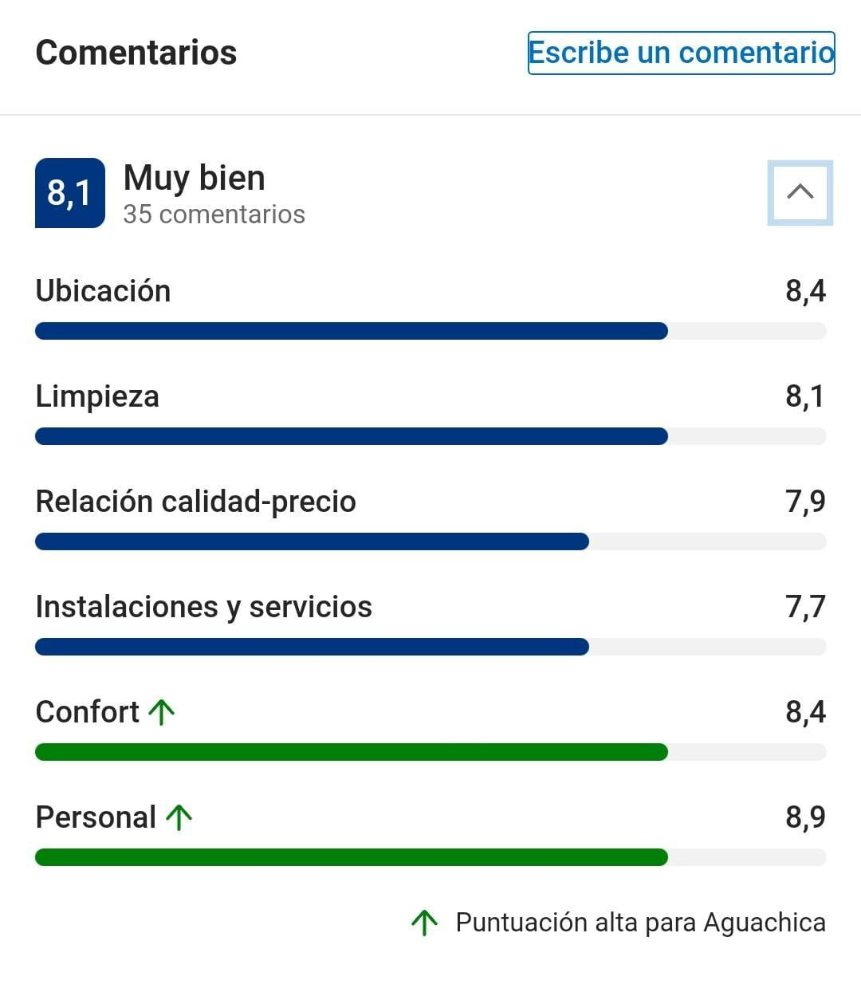 Comentarios
Escribe un comentario
8,1
Muy bien
35 comentarios
Ubicación 8,4
Limpieza 8,1
Relación calidad-precio 7,9
Instalaciones y servicios 7,7
Confort ↑ 8,4
Personal ↑ 8,9
↑ Puntuación alta para Aguachica